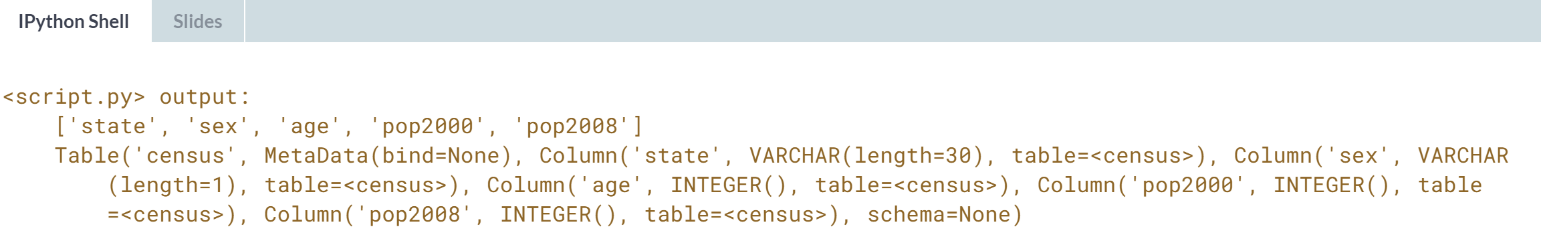 IPython Shell Slides
<script.py> output:
['state', 'sex', 'age', 'pop2000', 'pop2008']
Table('census', MetaData(bind=None), Column('state', VARCHAR(length=30), table=<census>), Column('sex', VARCHAR
(length=1), table=<census>), Column('age', INTEGER(), table=<census>), Column('pop2000', INTEGER(), table
=<census>), Column('pop2008', INTEGER(), table=<census>), schema=None)